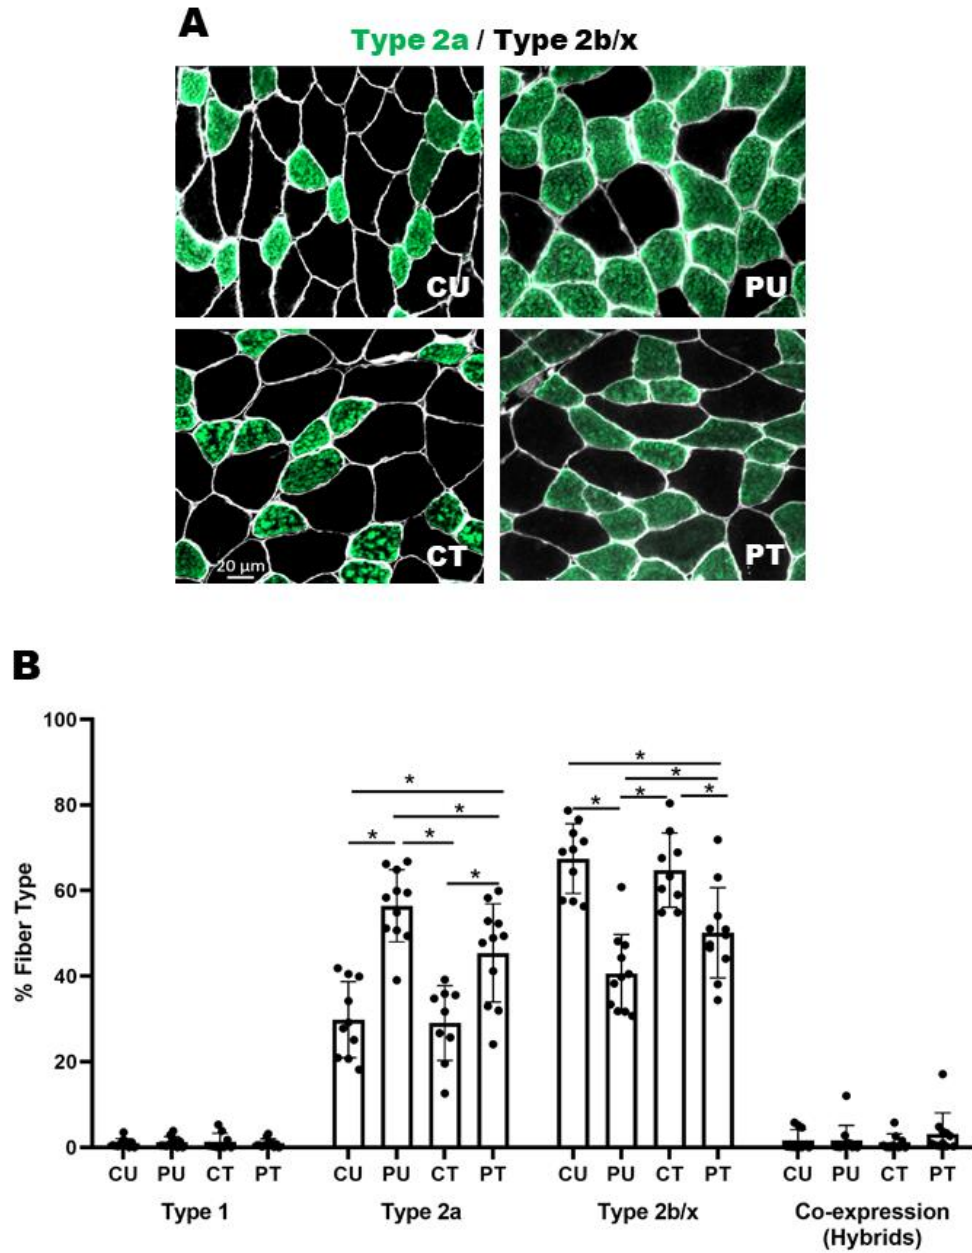 A
Type 2a / Type 2b/x
CU
PU
CT
20 µm
PT
B
100
80
60
40
20
0
% Fiber Type
* * * * *
* * * * *
CU PU CT PT CU PU CT PT CU PU CT PT CU PU CT PT
Type 1 Type 2a Type 2b/x Co-expression
(Hybrids)